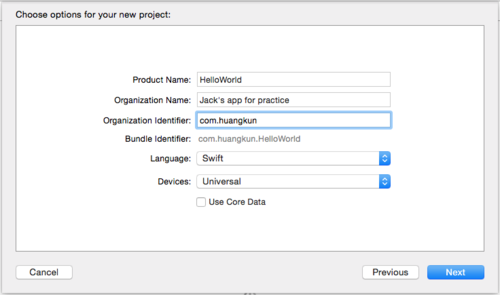 Choose options for your new project:
Product Name: HelloWorld
Organization Name: Jack's app for practice
Organization Identifier: com.huangkun
Bundle Identifier: com.huangkun.HelloWorld
Language: Swift
Devices: Universal
Use Core Data
Cancel Previous Next